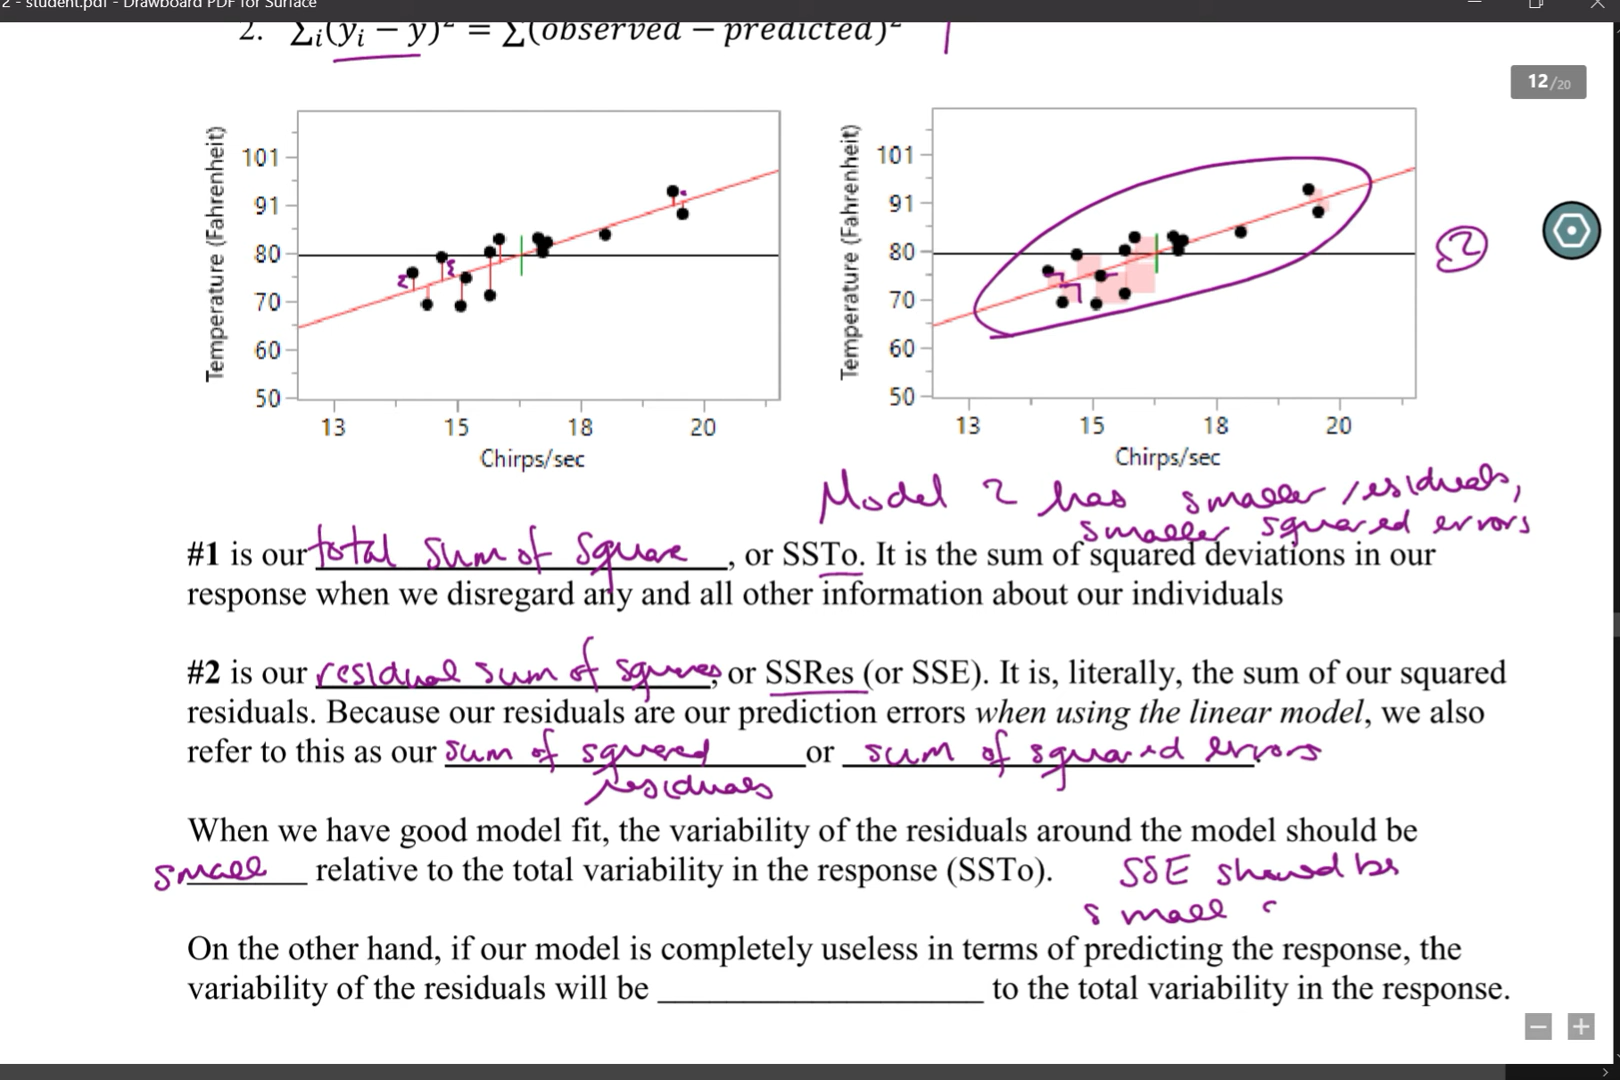 2 - student.pdf - Drawboard PDF for Surface
2. ∑i(yi − ŷ)² = ∑(observed − predicted)²
12/20
Temperature (Fahrenheit)
101
91
80
70
60
50
13 15 18 20
Chirps/sec
Temperature (Fahrenheit)
101
91
80
70
60
50
13 15 18 20
Chirps/sec
2
Model 2 has smaller residuals,
smaller squared errors
#1 is our total sum of square, or SSTo. It is the sum of squared deviations in our
response when we disregard any and all other information about our individuals
#2 is our residual sum of squares, or SSRes (or SSE). It is, literally, the sum of our squared
residuals. Because our residuals are our prediction errors when using the linear model, we also
refer to this as our sum of squared residuals or sum of squared errors.
When we have good model fit, the variability of the residuals around the model should be
small relative to the total variability in the response (SSTo).
SSE should be
small
On the other hand, if our model is completely useless in terms of predicting the response, the
variability of the residuals will be ____________________ to the total variability in the response.